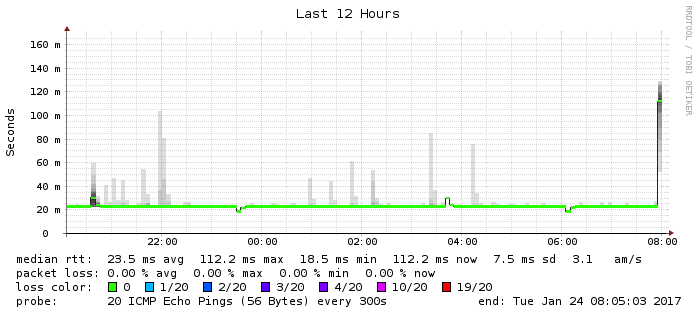 Last 12 Hours
RRDTOOL / TOBI OETIKER
Seconds
160 m
140 m
120 m
100 m
80 m
60 m
40 m
20 m
0
22:00 00:00 02:00 04:00 06:00 08:00
median rtt: 23.5 ms avg 112.2 ms max 18.5 ms min 112.2 ms now 7.5 ms sd 3.1 am/s
packet loss: 0.00 % avg 0.00 % max 0.00 % min 0.00 % now
loss color: 0 1/20 2/20 3/20 4/20 10/20 19/20
probe: 20 ICMP Echo Pings (56 Bytes) every 300s end: Tue Jan 24 08:05:03 2017